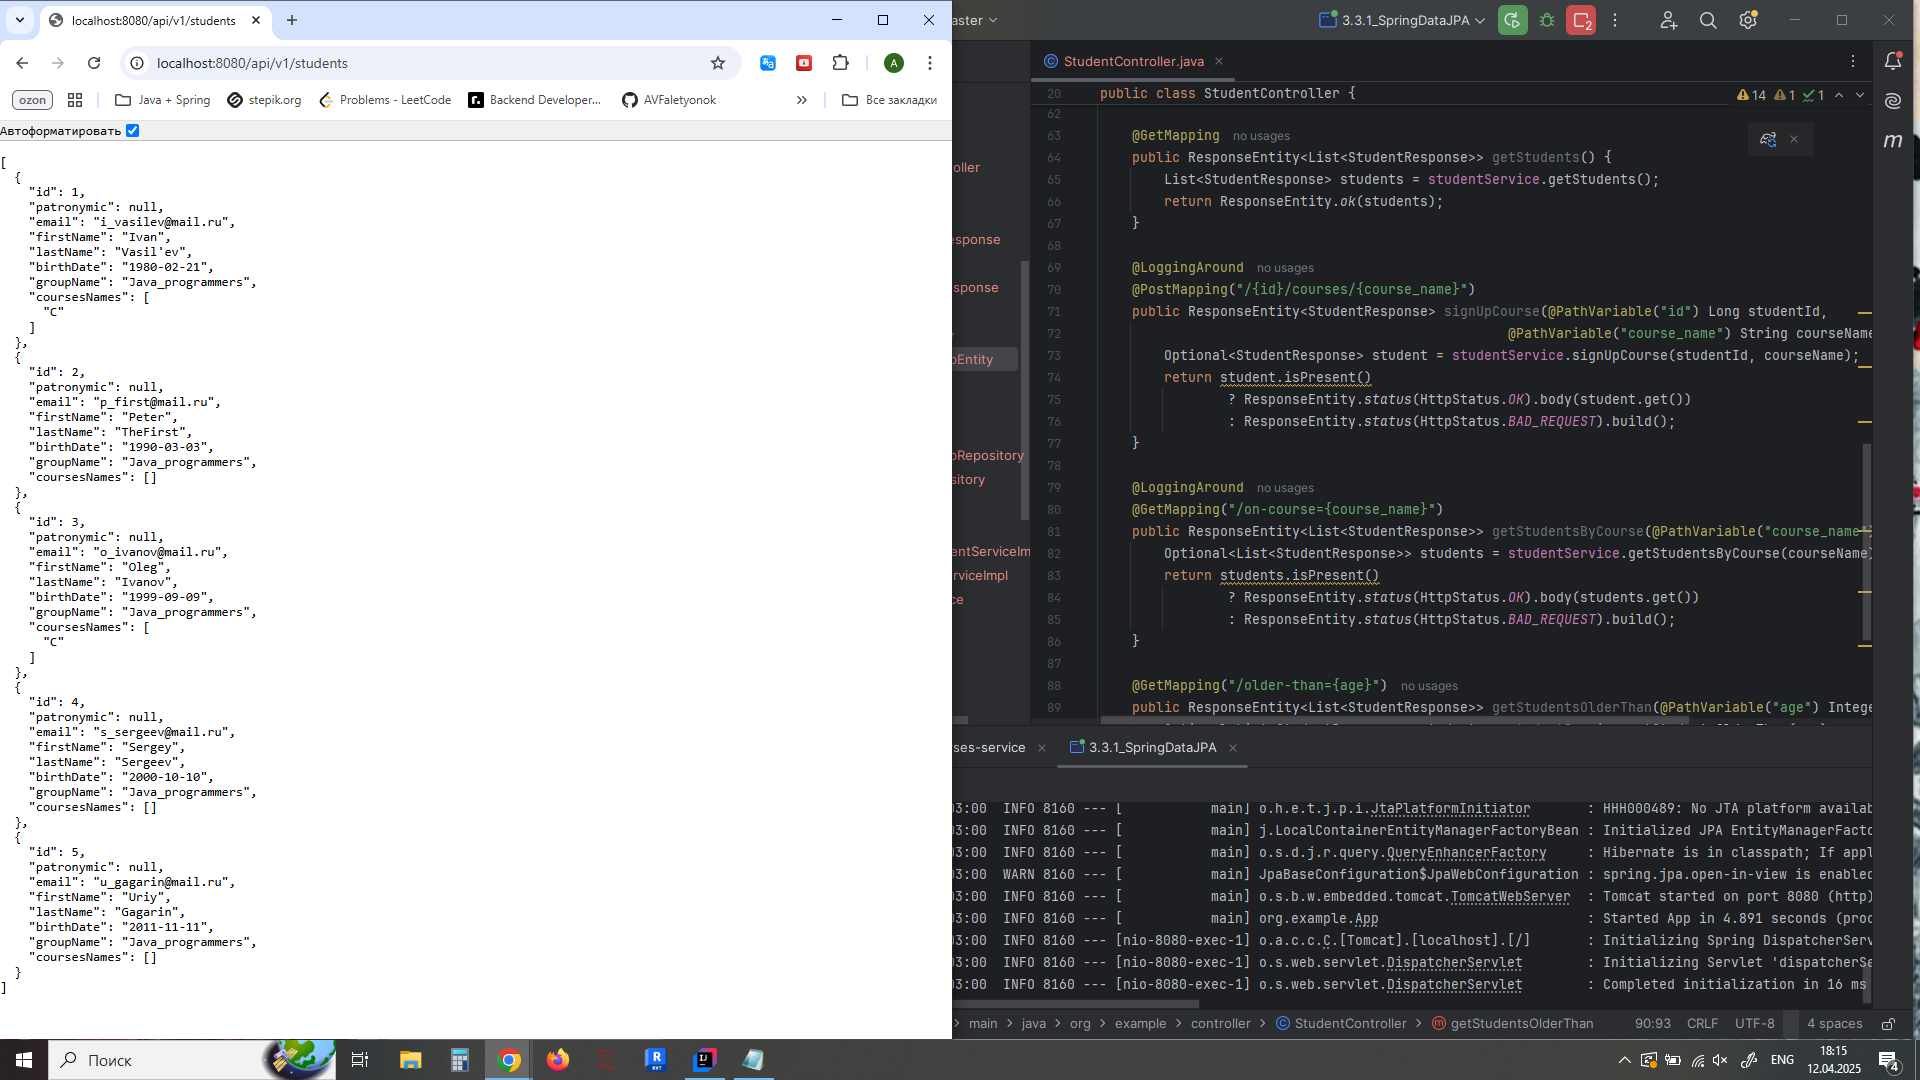 localhost:8080/api/v1/students
localhost:8080/api/v1/students
ozon
Java + Spring
stepik.org
Problems - LeetCode
Backend Developer...
AVFaletyonok
»
Все закладки
Автоформатировать
[
{
"id": 1,
"patronymic": null,
"email": "i_vasilev@mail.ru",
"firstName": "Ivan",
"lastName": "Vasil'ev",
"birthDate": "1980-02-21",
"groupName": "Java_programmers",
"coursesNames": [
"C"
]
},
{
"id": 2,
"patronymic": null,
"email": "p_first@mail.ru",
"firstName": "Peter",
"lastName": "TheFirst",
"birthDate": "1990-03-03",
"groupName": "Java_programmers",
"coursesNames": []
},
{
"id": 3,
"patronymic": null,
"email": "o_ivanov@mail.ru",
"firstName": "Oleg",
"lastName": "Ivanov",
"birthDate": "1999-09-09",
"groupName": "Java_programmers",
"coursesNames": [
"C"
]
},
{
"id": 4,
"patronymic": null,
"email": "s_sergeev@mail.ru",
"firstName": "Sergey",
"lastName": "Sergeev",
"birthDate": "2000-10-10",
"groupName": "Java_programmers",
"coursesNames": []
},
{
"id": 5,
"patronymic": null,
"email": "u_gagarin@mail.ru",
"firstName": "Uriy",
"lastName": "Gagarin",
"birthDate": "2011-11-11",
"groupName": "Java_programmers",
"coursesNames": []
}
]
aster
3.3.1_SpringDataJPA
2
StudentController.java
oller
esponse
sponse
oEntity
oRepository
sitory
entServiceIm
rviceImpl
ce
20 public class StudentController {
14 1 1
62
63 @GetMapping no usages
64 public ResponseEntity<List<StudentResponse>> getStudents() {
65 List<StudentResponse> students = studentService.getStudents();
66 return ResponseEntity.ok(students);
67 }
68
69 @LoggingAround no usages
70 @PostMapping("/{id}/courses/{course_name}")
71 public ResponseEntity<StudentResponse> signUpCourse(@PathVariable("id") Long studentId,
72 @PathVariable("course_name") String courseName
73 Optional<StudentResponse> student = studentService.signUpCourse(studentId, courseName);
74 return student.isPresent()
75 ? ResponseEntity.status(HttpStatus.OK).body(student.get())
76 : ResponseEntity.status(HttpStatus.BAD_REQUEST).build();
77 }
78
79 @LoggingAround no usages
80 @GetMapping("/on-course={course_name}")
81 public ResponseEntity<List<StudentResponse>> getStudentsByCourse(@PathVariable("course_name")
82 Optional<List<StudentResponse>> students = studentService.getStudentsByCourse(courseName)
83 return students.isPresent()
84 ? ResponseEntity.status(HttpStatus.OK).body(students.get())
85 : ResponseEntity.status(HttpStatus.BAD_REQUEST).build();
86 }
87
88 @GetMapping("/older-than={age}") no usages
89 public ResponseEntity<List<StudentResponse>> getStudentsOlderThan(@PathVariable("age") Intege
rses-service
3.3.1_SpringDataJPA
03:00 INFO 8160 --- [ main] o.h.e.t.j.p.i.JtaPlatformInitiator : HHH000489: No JTA platform availab
03:00 INFO 8160 --- [ main] j.LocalContainerEntityManagerFactoryBean : Initialized JPA EntityManagerFacto
03:00 INFO 8160 --- [ main] o.s.d.j.r.query.QueryEnhancerFactory : Hibernate is in classpath; If appl
03:00 WARN 8160 --- [ main] JpaBaseConfiguration$JpaWebConfiguration : spring.jpa.open-in-view is enabled
03:00 INFO 8160 --- [ main] o.s.b.w.embedded.tomcat.TomcatWebServer : Tomcat started on port 8080 (http)
03:00 INFO 8160 --- [ main] org.example.App : Started App in 4.891 seconds (proc
03:00 INFO 8160 --- [nio-8080-exec-1] o.a.c.c.C.[Tomcat].[localhost].[/] : Initializing Spring DispatcherServ
03:00 INFO 8160 --- [nio-8080-exec-1] o.s.web.servlet.DispatcherServlet : Initializing Servlet 'dispatcherSe
03:00 INFO 8160 --- [nio-8080-exec-1] o.s.web.servlet.DispatcherServlet : Completed initialization in 16 ms
main > java > org > example > controller > StudentController > getStudentsOlderThan
90:93 CRLF UTF-8 4 spaces
Поиск
ENG
18:15
12.04.2025
4